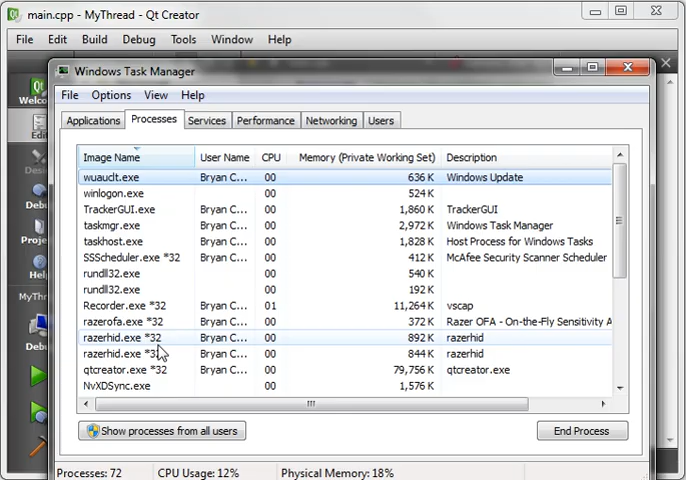 main.cpp - MyThread - Qt Creator
File Edit Build Debug Tools Window Help
Windows Task Manager
File Options View Help
Applications Processes Services Performance Networking Users
Image Name User Name CPU Memory (Private Working Set) Description
wuauclt.exe Bryan C... 00 636 K Windows Update
winlogon.exe 00 524 K
TrackerGUI.exe Bryan C... 00 1,860 K TrackerGUI
taskmgr.exe Bryan C... 00 2,972 K Windows Task Manager
taskhost.exe Bryan C... 00 1,828 K Host Process for Windows Tasks
SSScheduler.exe *32 Bryan C... 00 412 K McAfee Security Scanner Scheduler
rundll32.exe 00 540 K
rundll32.exe 00 192 K
Recorder.exe *32 Bryan C... 01 11,264 K vscap
razerofa.exe *32 Bryan C... 00 372 K Razer OFA - On-the-Fly Sensitivity A
razerhid.exe *32 Bryan C... 00 892 K razerhid
razerhid.exe *32 Bryan C... 00 844 K razerhid
qtcreator.exe *32 Bryan C... 00 79,756 K qtcreator.exe
NvXDSync.exe 00 1,576 K
Show processes from all users End Process
Processes: 72 CPU Usage: 12% Physical Memory: 18%
Qt
Welco
Edit
Desi
Debu
Proje
Help
MyThr
Debu